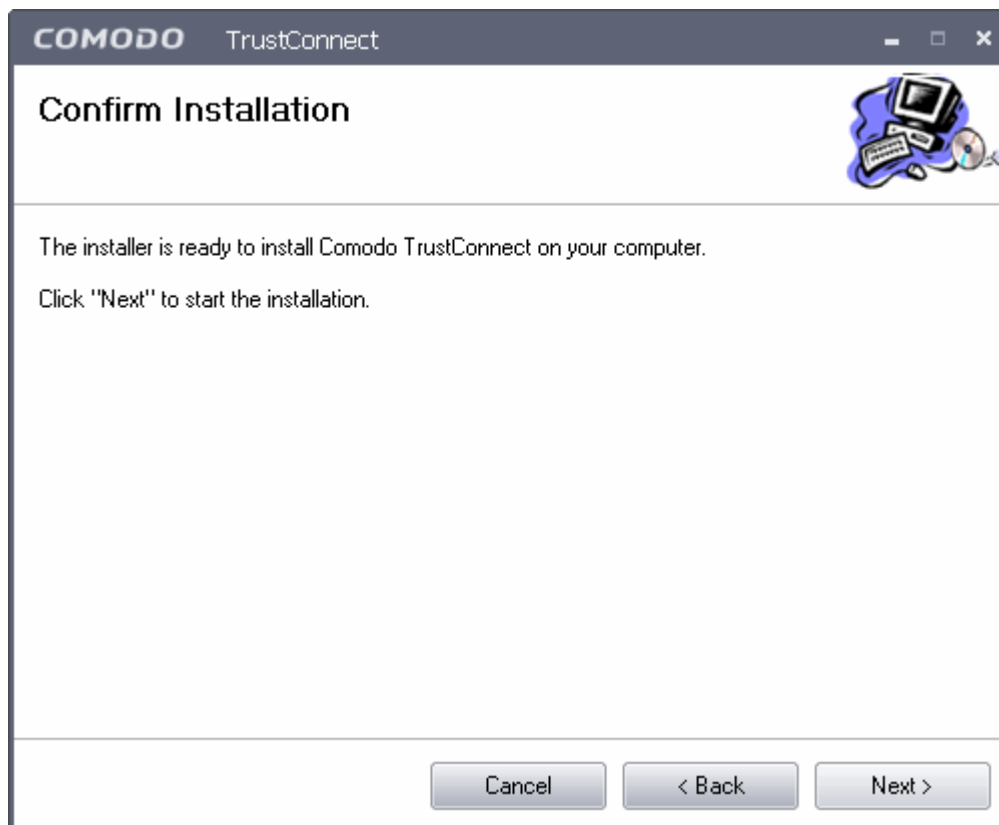 COMODO TrustConnect
Confirm Installation
The installer is ready to install Comodo TrustConnect on your computer.
Click "Next" to start the installation.
Cancel < Back Next >